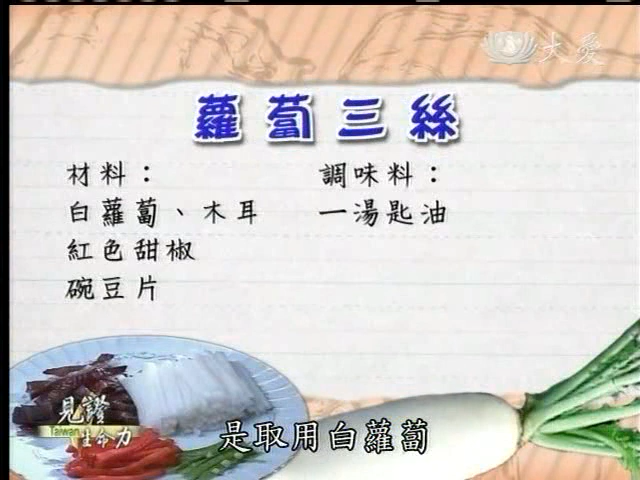 大愛
蘿蔔三絲
材料：
調味料：
白蘿蔔、木耳
一湯匙油
紅色甜椒
碗豆片
見證
Taiwan
生命力
是取用白蘿蔔